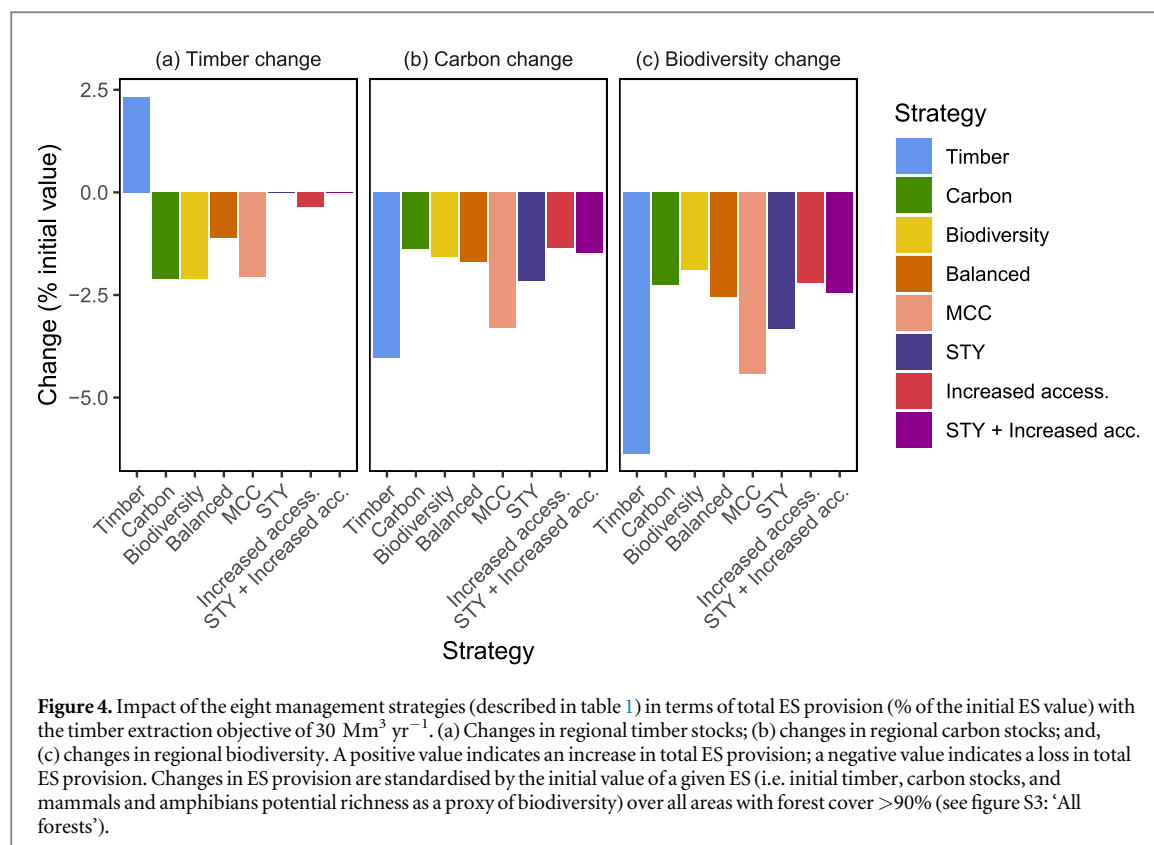 (a) Timber change
(b) Carbon change
(c) Biodiversity change
Change (% initial value)
2.5
0.0
−2.5
−5.0
Timber
Carbon
Biodiversity
Balanced
MCC
STY
Increased access.
STY + Increased acc.
Timber
Carbon
Biodiversity
Balanced
MCC
STY
Increased access.
STY + Increased acc.
Timber
Carbon
Biodiversity
Balanced
MCC
STY
Increased access.
STY + Increased acc.
Strategy
Strategy
Timber
Carbon
Biodiversity
Balanced
MCC
STY
Increased access.
STY + Increased acc.
Figure 4. Impact of the eight management strategies (described in table 1) in terms of total ES provision (% of the initial ES value) with
the timber extraction objective of 30 Mm³ yr⁻¹. (a) Changes in regional timber stocks; (b) changes in regional carbon stocks; and,
(c) changes in regional biodiversity. A positive value indicates an increase in total ES provision; a negative value indicates a loss in total
ES provision. Changes in ES provision are standardised by the initial value of a given ES (i.e. initial timber, carbon stocks, and
mammals and amphibians potential richness as a proxy of biodiversity) over all areas with forest cover >90% (see figure S3: ‘All
forests’).